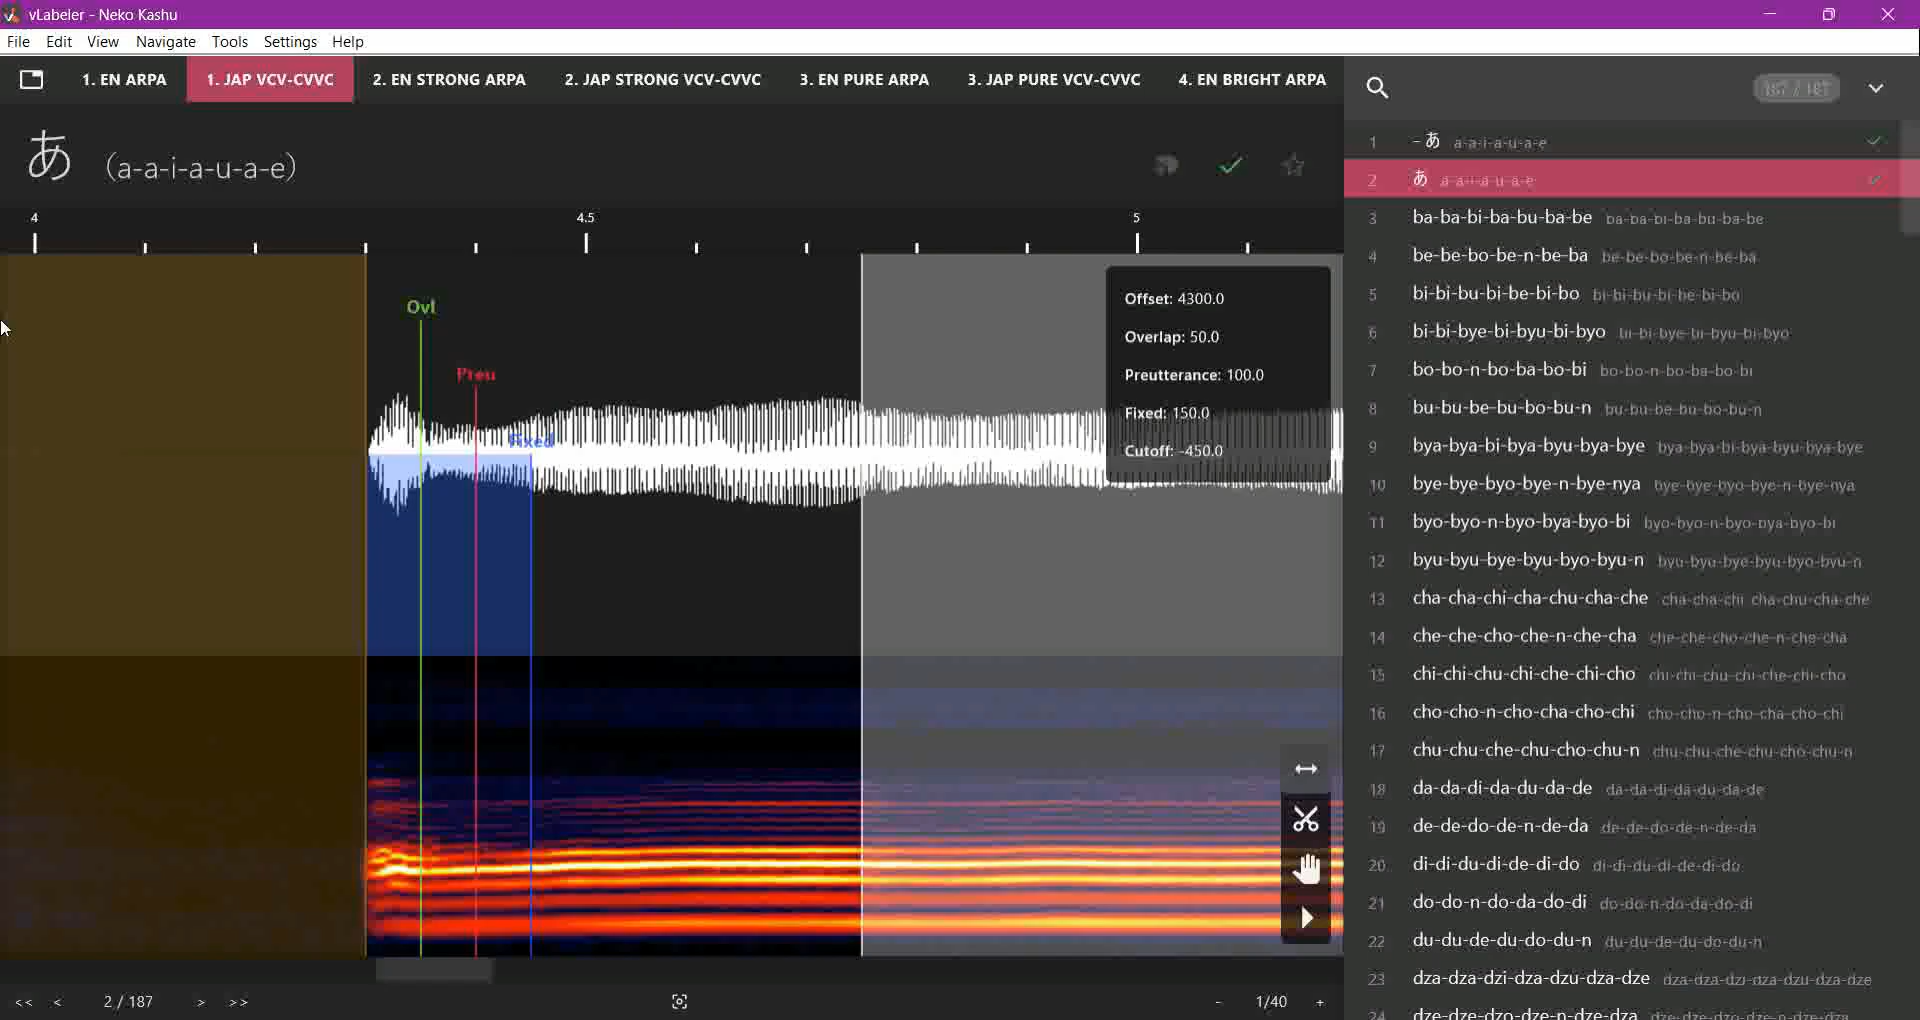 vLabeler - Neko Kashu
File Edit View Navigate Tools Settings Help
1. EN ARPA 1. JAP VCV-CVVC 2. EN STRONG ARPA 2. JAP STRONG VCV-CVVC 3. EN PURE ARPA 3. JAP PURE VCV-CVVC 4. EN BRIGHT ARPA
187 / 187
あ (a-a-i-a-u-a-e)
4 4.5 5
Ovl
Preu
Fixed
Offset: 4300.0
Overlap: 50.0
Preutterance: 100.0
Fixed: 150.0
Cutoff: -450.0
<< < 2 / 187 > >>
- 1/40 +
1 - あ a-a-i-a-u-a-e
2 あ a-a-i-a-u-a-e
3 ba-ba-bi-ba-bu-ba-be ba-ba-bi-ba-bu-ba-be
4 be-be-bo-be-n-be-ba be-be-bo-be-n-be-ba
5 bi-bi-bu-bi-be-bi-bo bi-bi-bu-bi-be-bi-bo
6 bi-bi-bye-bi-byu-bi-byo bi-bi-bye-bi-byu-bi-byo
7 bo-bo-n-bo-ba-bo-bi bo-bo-n-bo-ba-bo-bi
8 bu-bu-be-bu-bo-bu-n bu-bu-be-bu-bo-bu-n
9 bya-bya-bi-bya-byu-bya-bye bya-bya-bi-bya-byu-bya-bye
10 bye-bye-byo-bye-n-bye-nya bye-bye-byo-bye-n-bye-nya
11 byo-byo-n-byo-bya-byo-bi byo-byo-n-byo-bya-byo-bi
12 byu-byu-bye-byu-byo-byu-n byu-byu-bye-byu-byo-byu-n
13 cha-cha-chi-cha-chu-cha-che cha-cha-chi-cha-chu-cha-che
14 che-che-cho-che-n-che-cha che-che-cho-che-n-che-cha
15 chi-chi-chu-chi-che-chi-cho chi-chi-chu-chi-che-chi-cho
16 cho-cho-n-cho-cha-cho-chi cho-cho-n-cho-cha-cho-chi
17 chu-chu-che-chu-cho-chu-n chu-chu-che-chu-cho-chu-n
18 da-da-di-da-du-da-de da-da-di-da-du-da-de
19 de-de-do-de-n-de-da de-de-do-de-n-de-da
20 di-di-du-di-de-di-do di-di-du-di-de-di-do
21 do-do-n-do-da-do-di do-do-n-do-da-do-di
22 du-du-de-du-do-du-n du-du-de-du-do-du-n
23 dza-dza-dzi-dza-dzu-dza-dze dza-dza-dzi-dza-dzu-dza-dze
24 dze-dze-dzo-dze-n-dze-dza dze-dze-dzo-dze-n-dze-dza